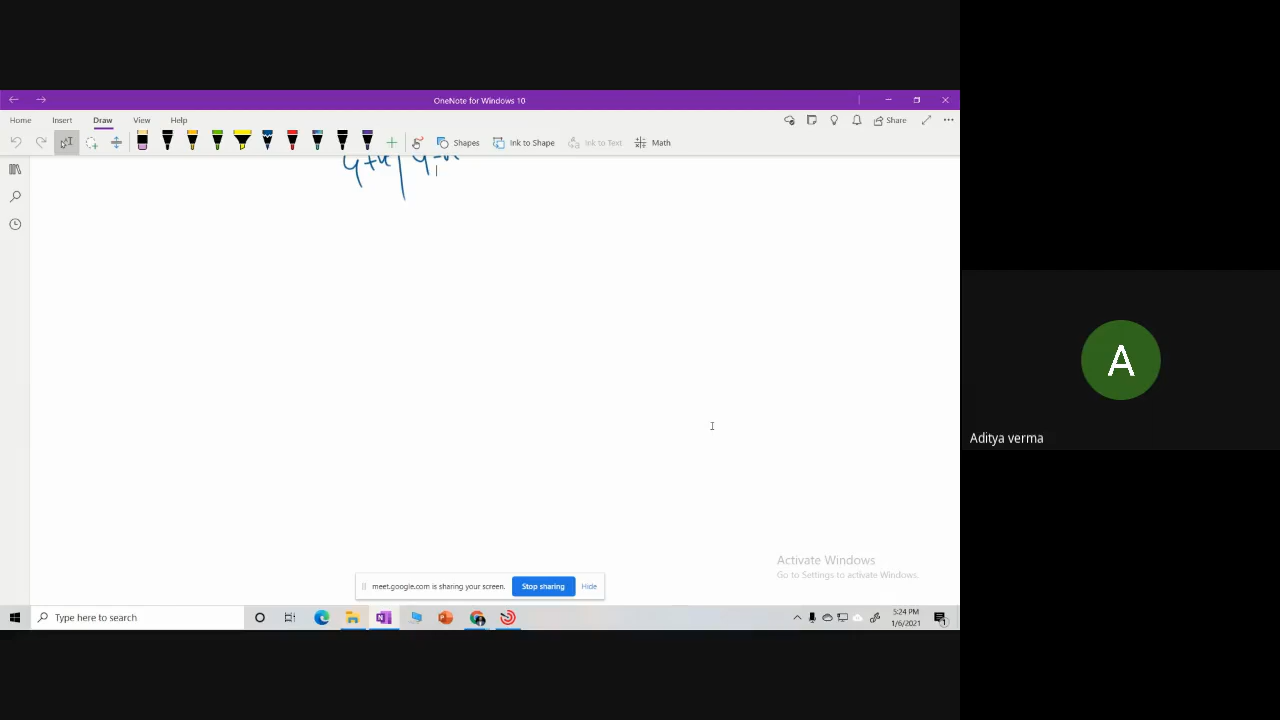 OneNote for Windows 10
Home Insert Draw View Help Share
Shapes Ink to Shape Ink to Text Math
A
Aditya verma
Activate Windows
Go to Settings to activate Windows.
meet.google.com is sharing your screen. Stop sharing Hide
Type here to search
5:24 PM
1/6/2021
1